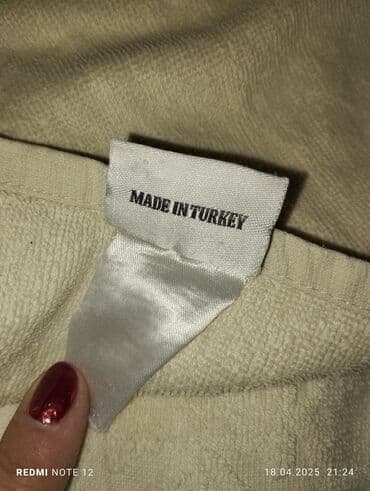 MADE IN TURKEY
REDMI NOTE 12
18.04.2025 21:24